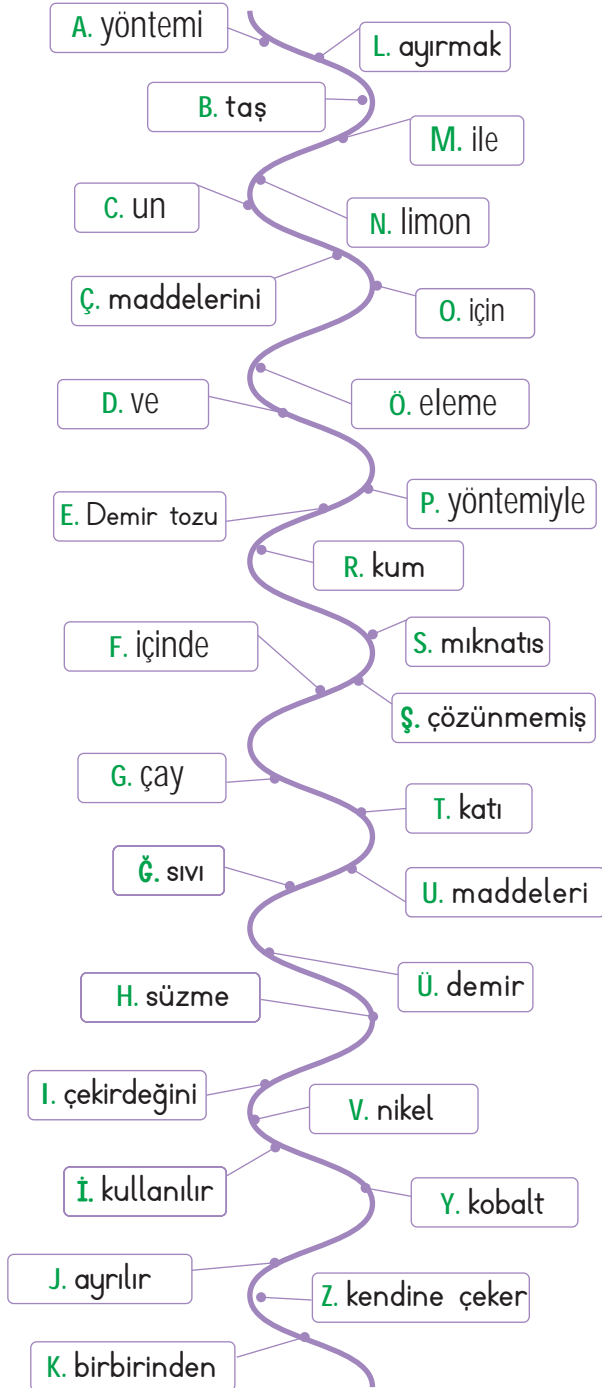 A. yöntemi
L. ayırmak
B. taş
M. ile
C. un
N. limon
Ç. maddelerini
O. için
D. ve
Ö. eleme
E. Demir tozu
P. yöntemiyle
R. kum
F. içinde
S. mıknatıs
Ş. çözünmemiş
G. çay
T. katı
Ğ. sıvı
U. maddeleri
Ü. demir
H. süzme
I. çekirdeğini
V. nikel
İ. kullanılır
Y. kobalt
J. ayrılır
Z. kendine çeker
K. birbirinden